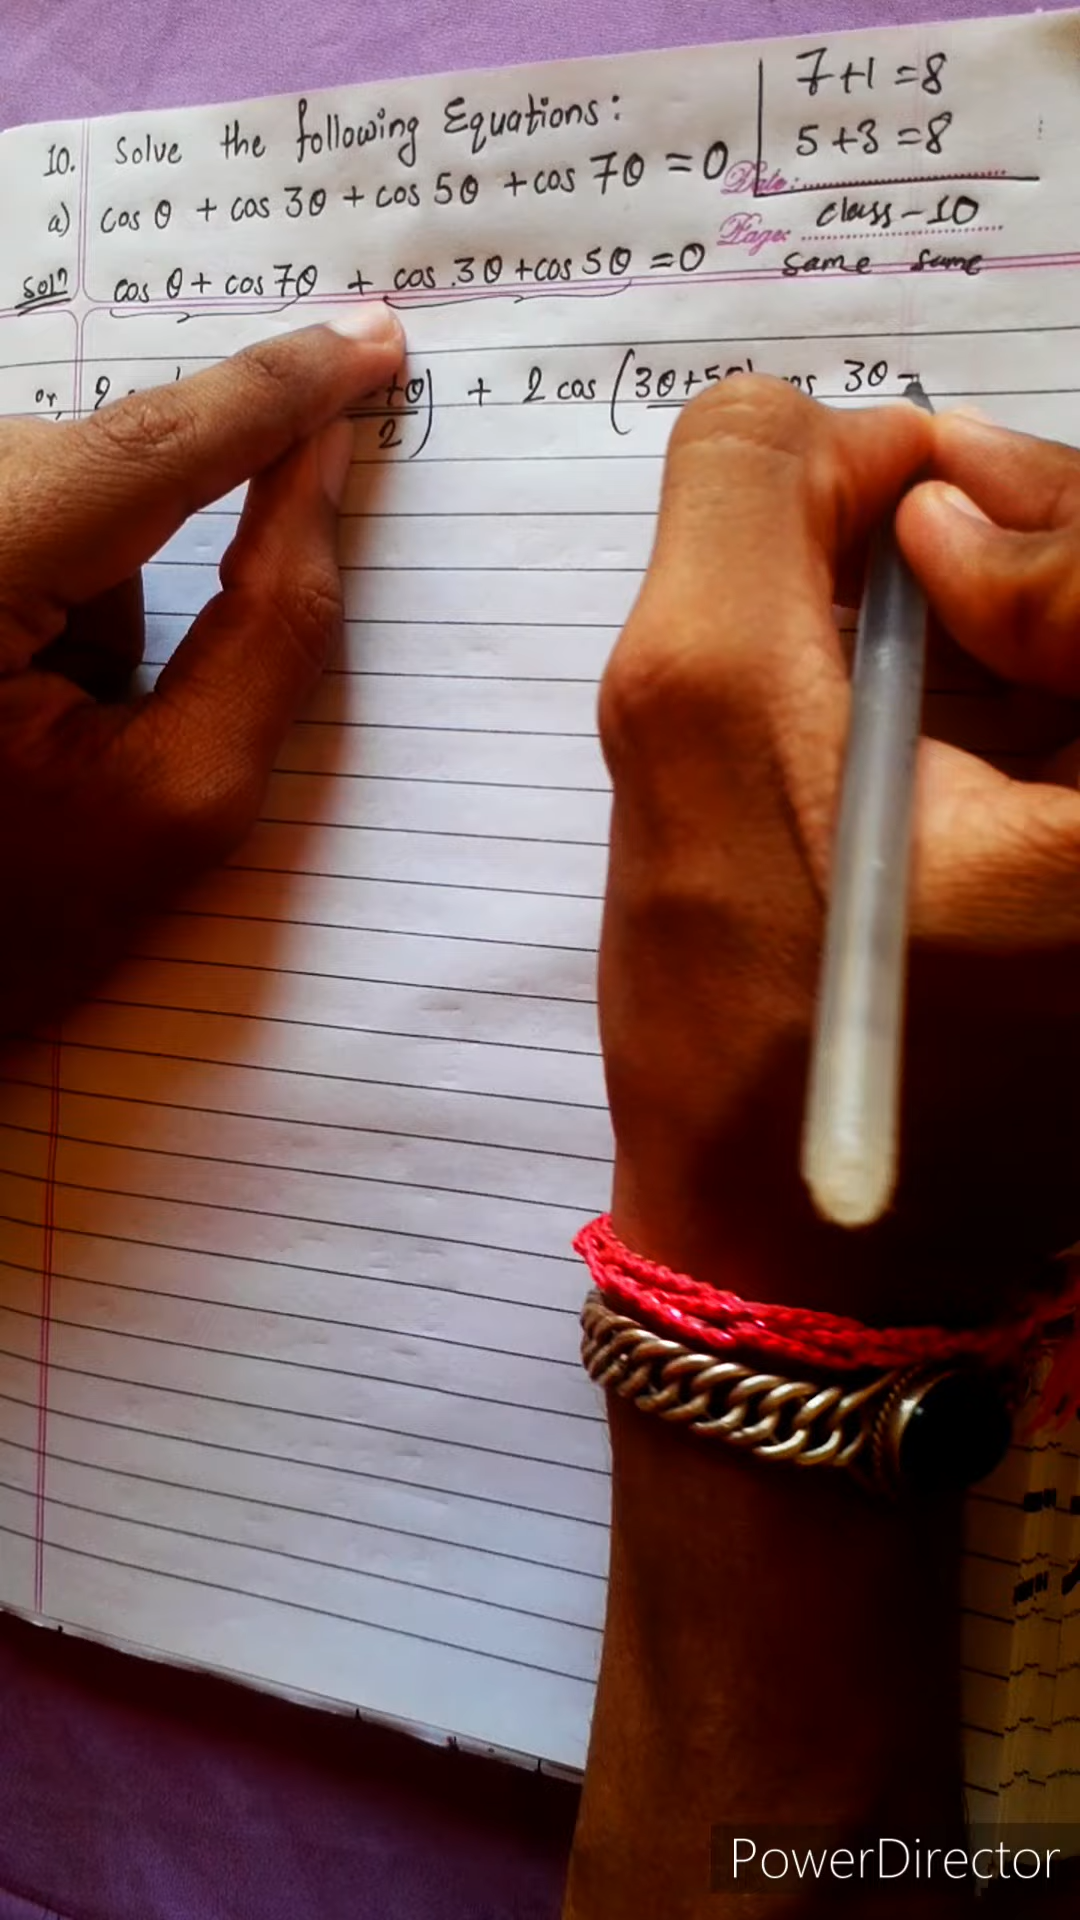 10. Solve the following Equations:
a) cos θ + cos 3θ + cos 5θ + cos 7θ = 0
7+1 =8
5+3 =8
Date:
class-10
Page:
same same
Solⁿ cos θ + cos 7θ + cos 3θ + cos 5θ = 0
or, 2 θ) / 2 + 2 cos (3θ+5 3θ -
PowerDirector